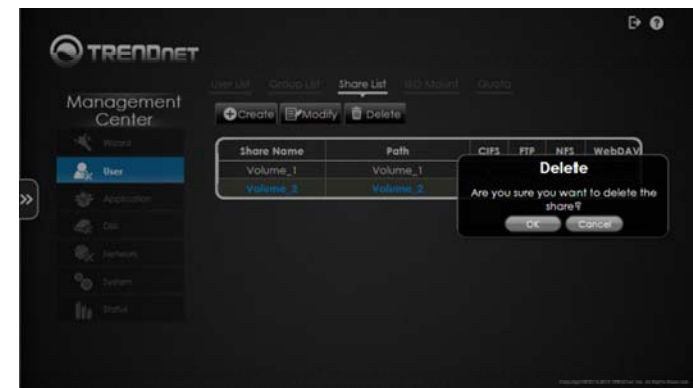 TRENDNET
User List Group List Share List ISO Mount Quota
Management Center
Create Modify Delete
Wizard
User
Application
Disk
Network
System
Status
Share Name Path CIFS FTP NFS WebDAV
Volume_1 Volume_1
Volume_2 Volume_2
Delete
Are you sure you want to delete the
share?
OK Cancel